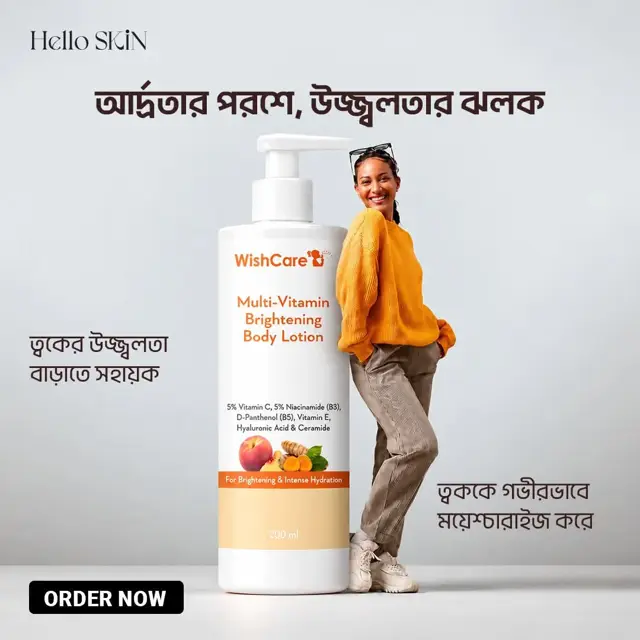 Hello SKiN
আর্দ্রতার পরশে, উজ্জ্বলতার ঝলক
WishCare
Multi-Vitamin
Brightening
Body Lotion
ত্বকের উজ্জ্বলতা
বাড়াতে সহায়ক
5% Vitamin C, 5% Niacinamide (B3),
D-Panthenol (B5), Vitamin E,
Hyaluronic Acid & Ceramide
For Brightening & Intense Hydration
ত্বককে গভীরভাবে
ময়েশ্চারাইজ করে
200 ml
ORDER NOW